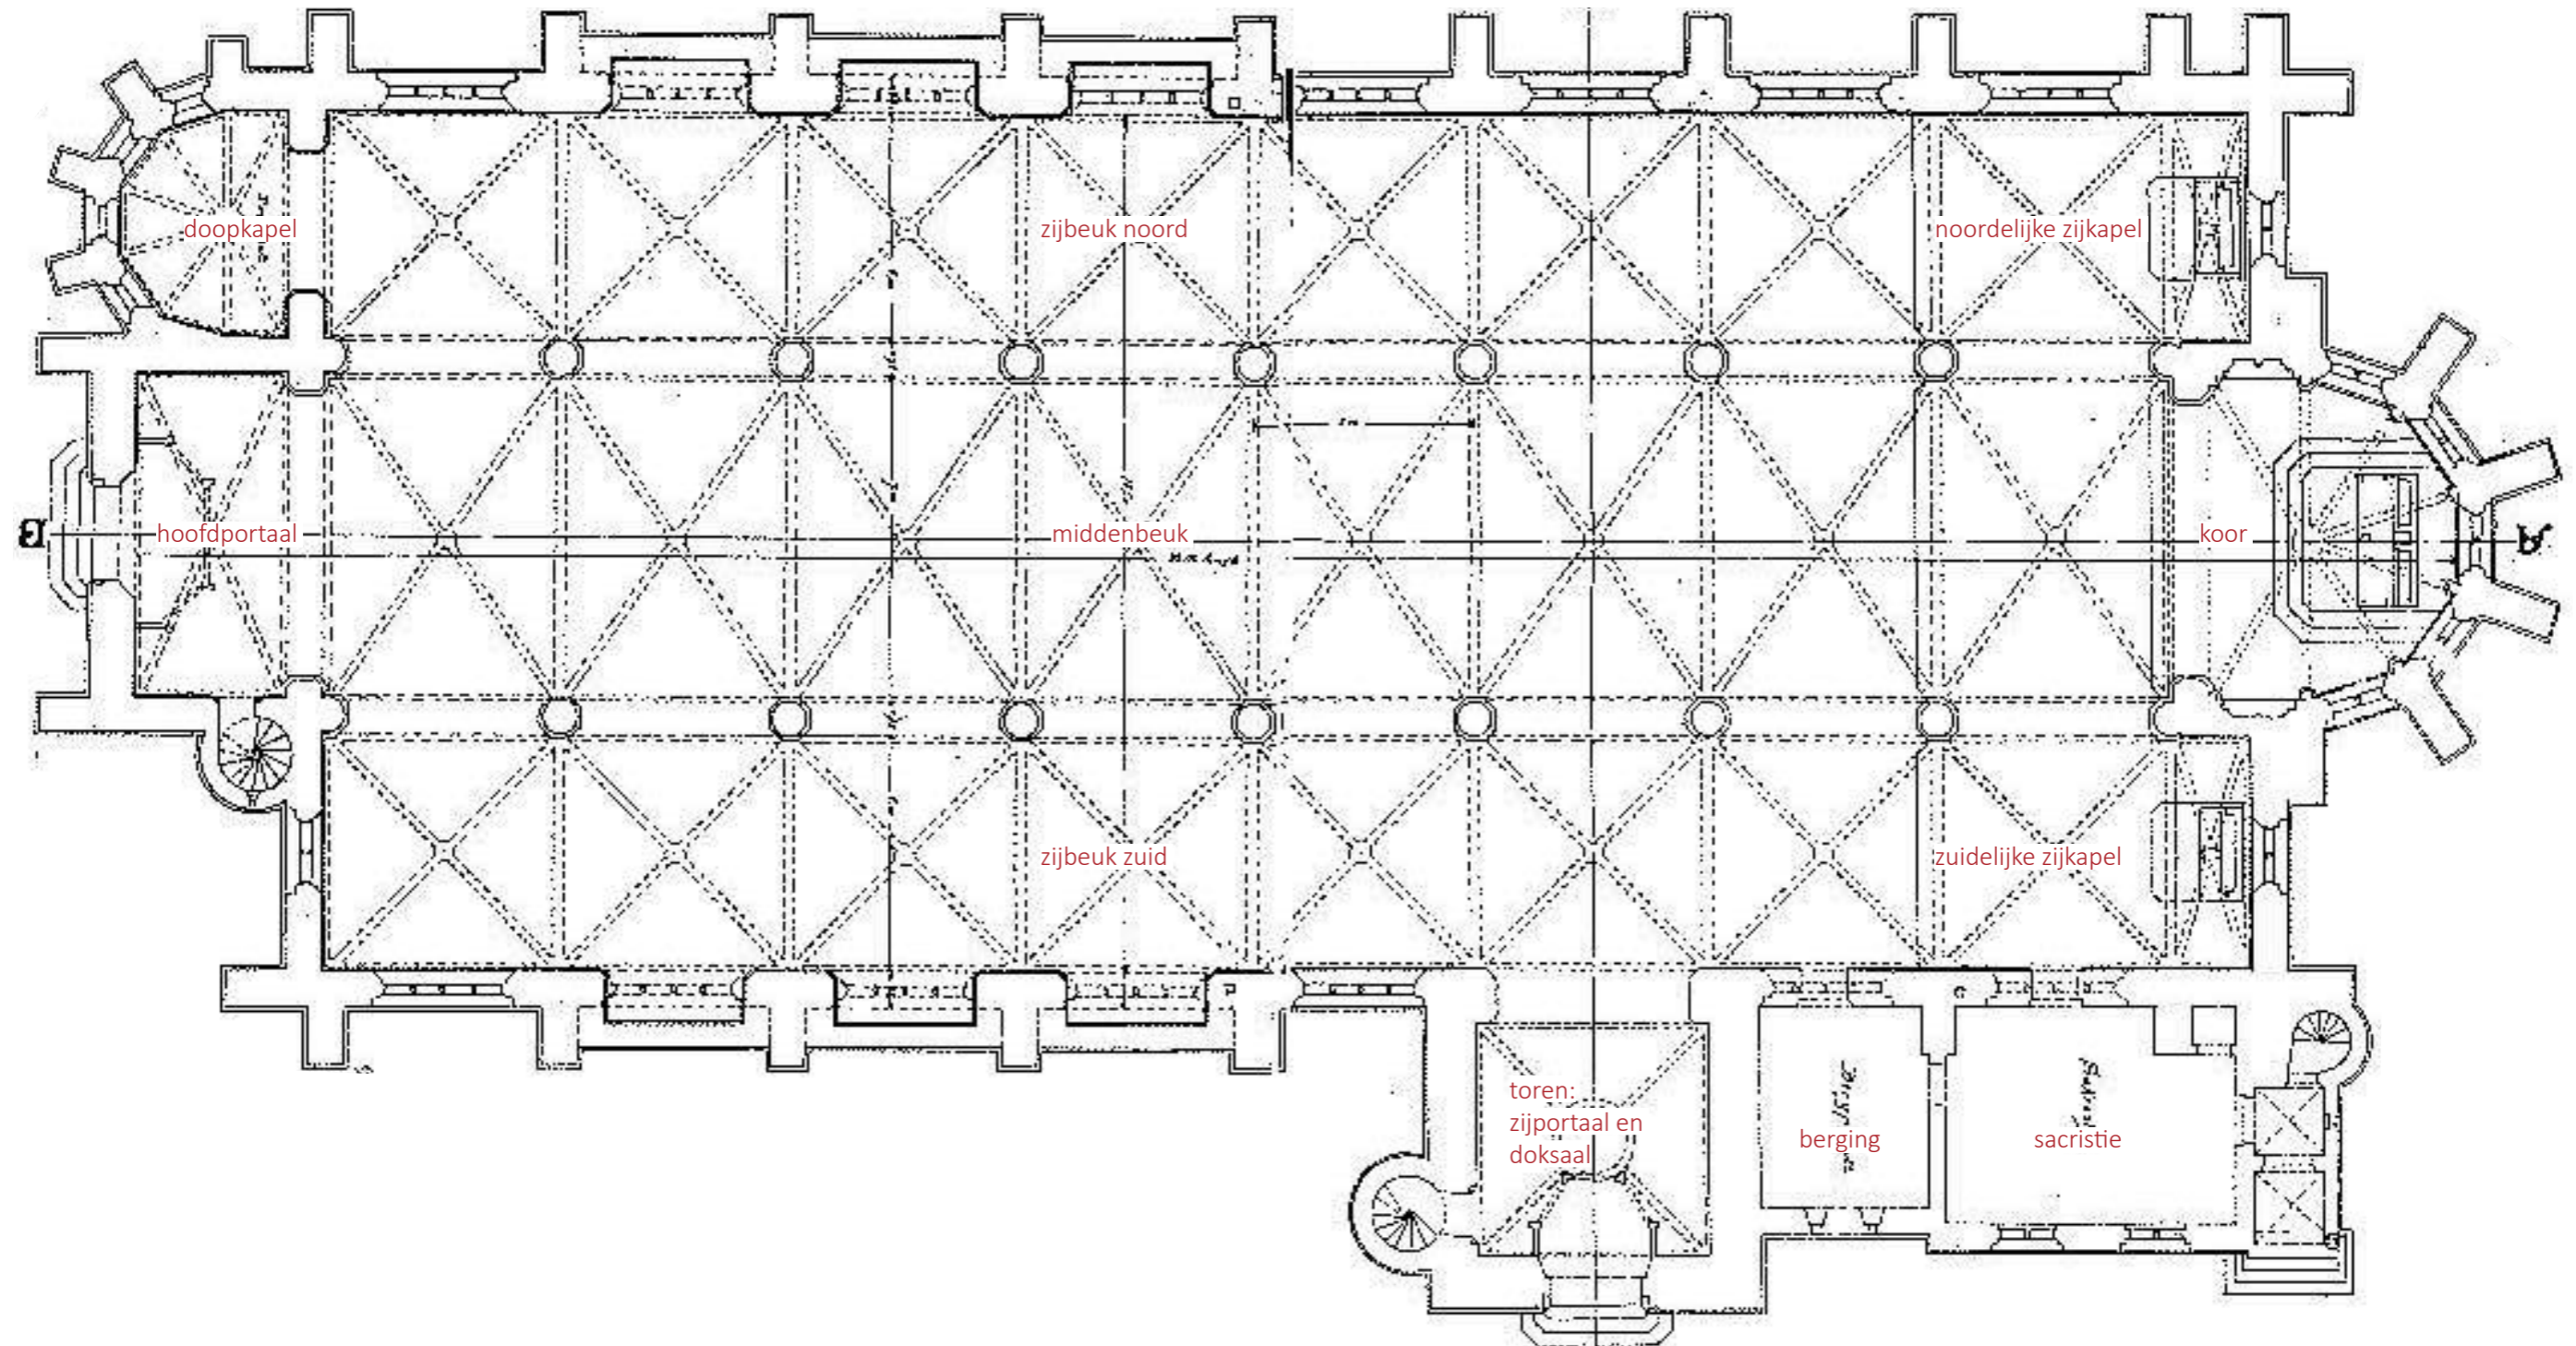 doopkapel
zijbeuk noord
noordelijke zijkapel
hoofdportaal
middenbeuk
koor
zijbeuk zuid
zuidelijke zijkapel
toren:
zijportaal en
doksaal
berging
sacristie